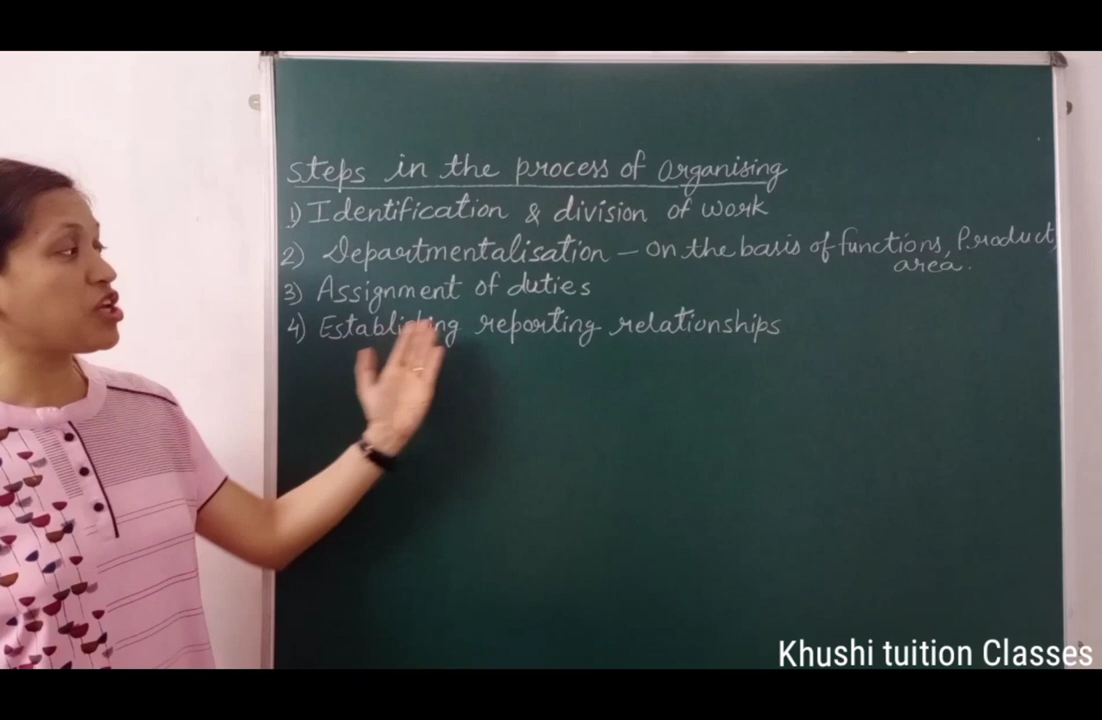 Steps in the process of Organising
1) Identification & division of work
2) Departmentalisation – on the basis of functions, Product,
area.
3) Assignment of duties
4) Establishing reporting relationships
Khushi tuition Classes